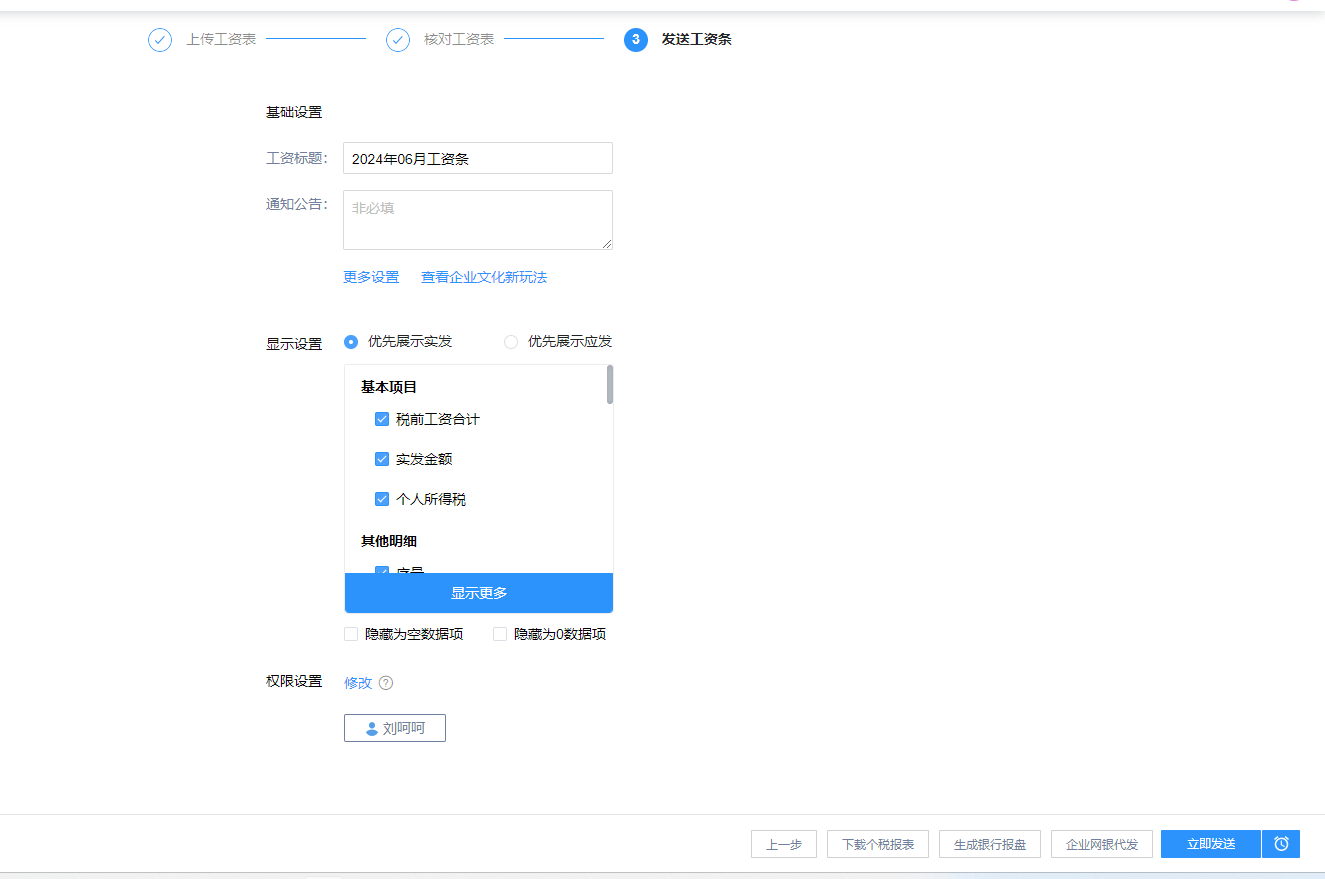 上传工资表
核对工资表
3 发送工资条
基础设置
工资标题: 2024年06月工资条
通知公告: 非必填
更多设置 查看企业文化新玩法
显示设置 优先展示实发 优先展示应发
基本项目
税前工资合计
实发金额
个人所得税
其他明细
序号
显示更多
隐藏为空数据项 隐藏为0数据项
权限设置 修改 ?
刘呵呵
上一步 下载个税报表 生成银行报盘 企业网银代发 立即发送